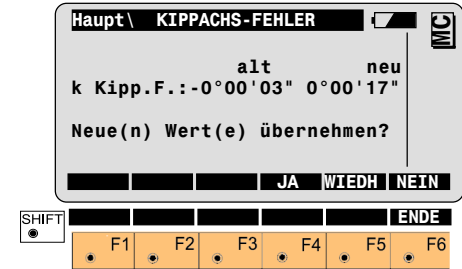 Haupt\ KIPPACHS-FEHLER
MC
alt neu
k Kipp.F.:-0°00'03" 0°00'17"
Neue(n) Wert(e) übernehmen?
JA WIEDH NEIN
SHIFT ENDE
F1 F2 F3 F4 F5 F6